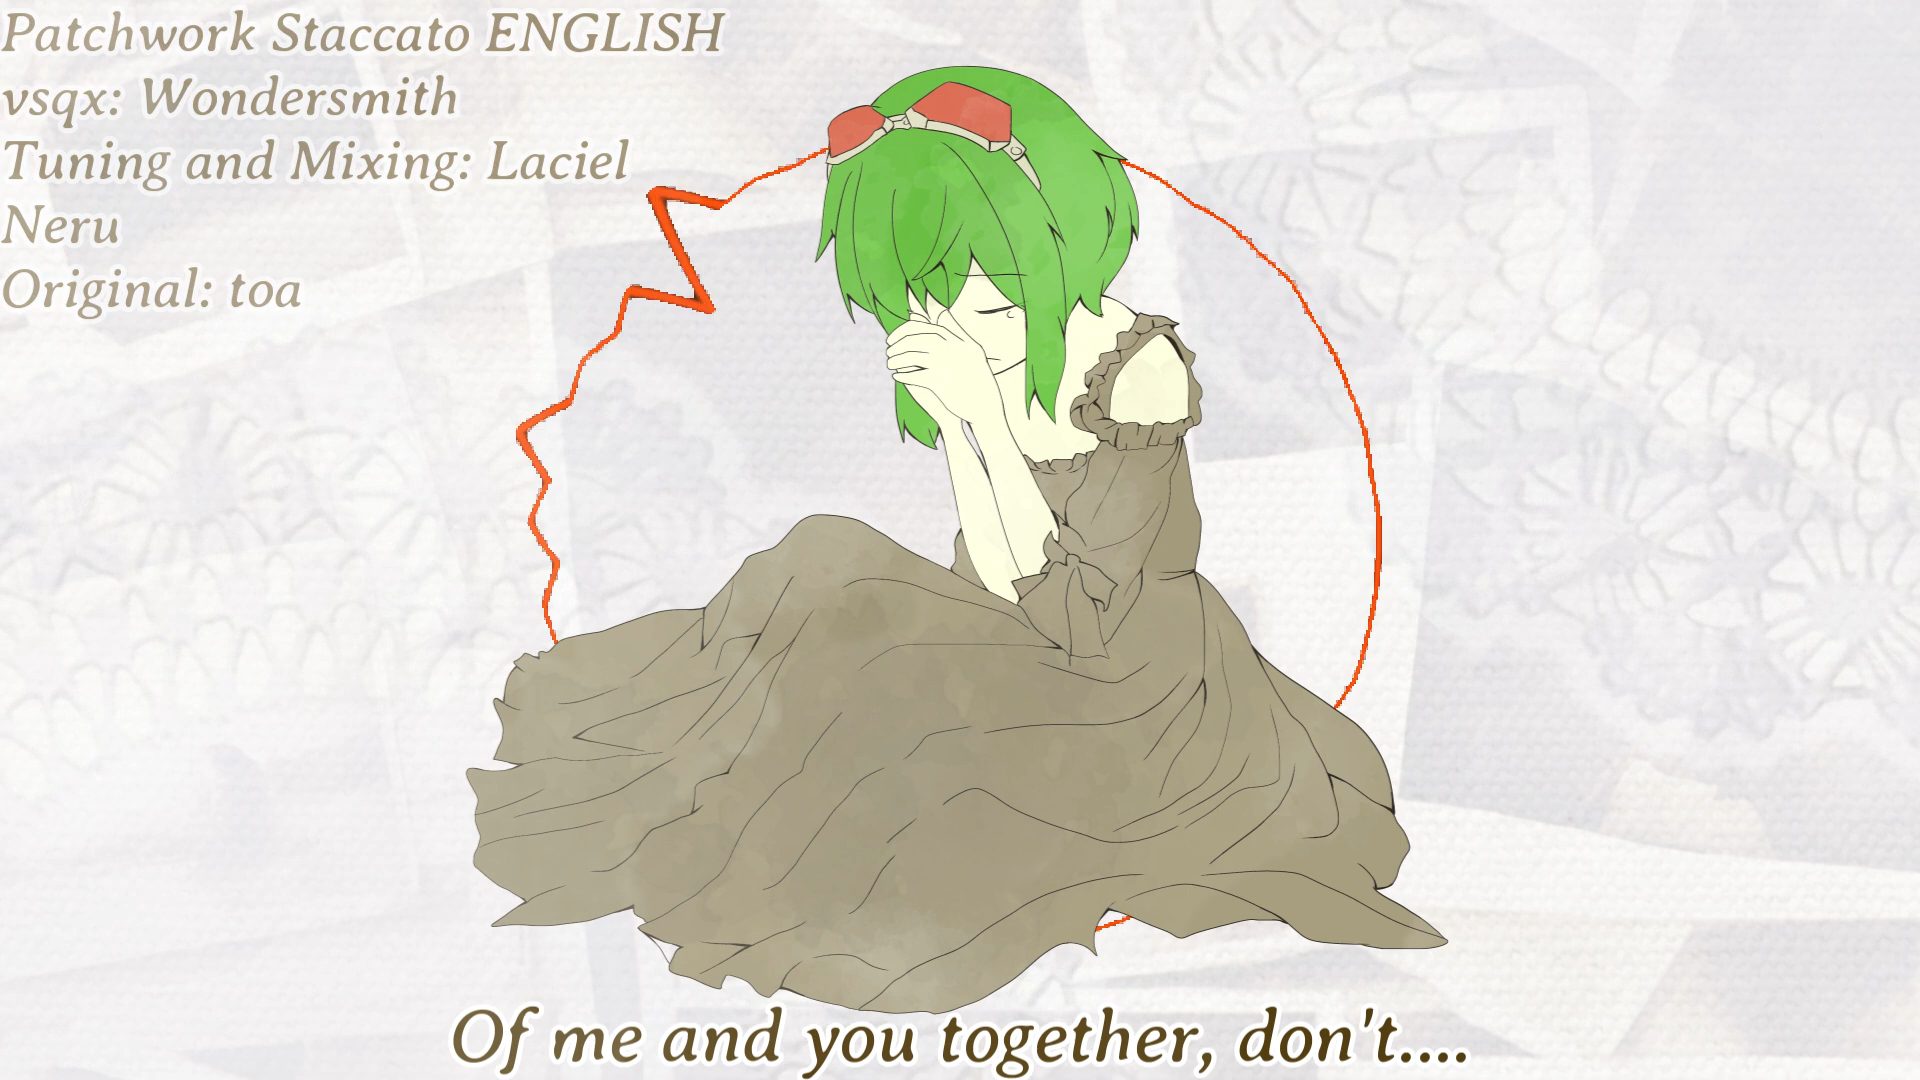 Patchwork Staccato ENGLISH
vsqx: Wondersmith
Tuning and Mixing: Laciel
Neru
Original: toa
Of me and you together, don't....